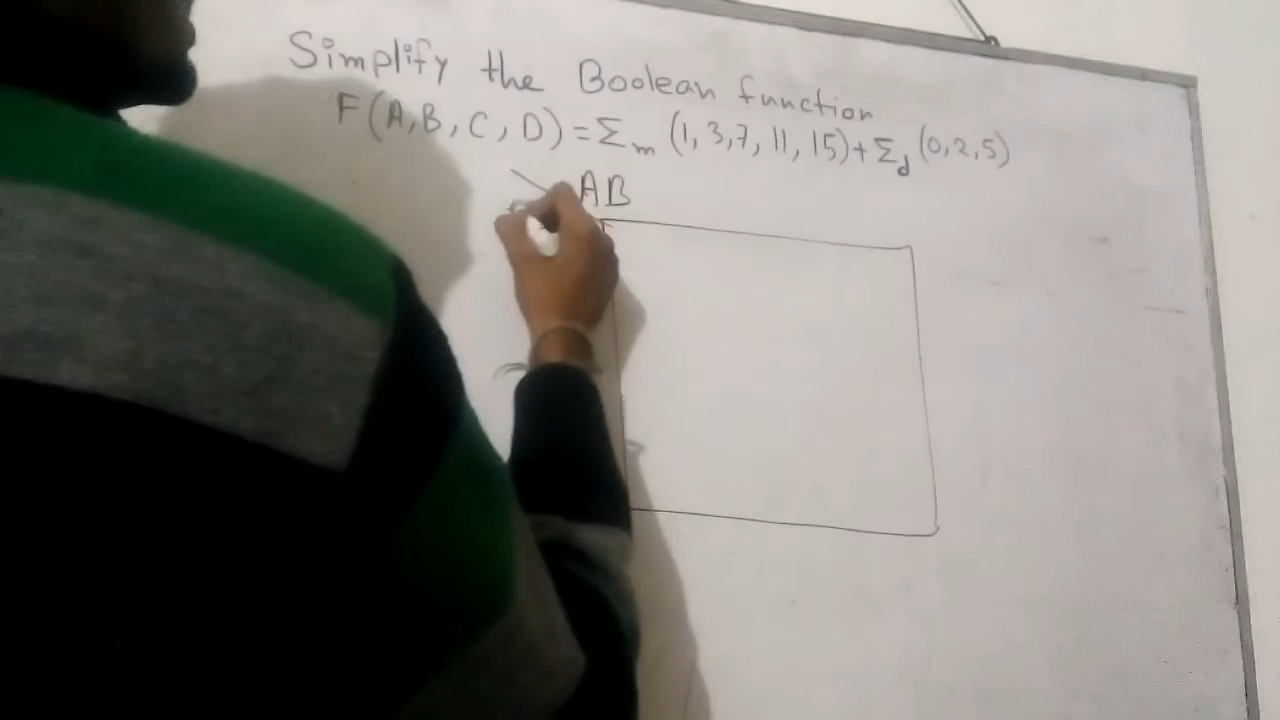 Simplify the Boolean function
F(A,B,C,D)=Σm (1,3,7,11,15)+Σd (0,2,5)
AB